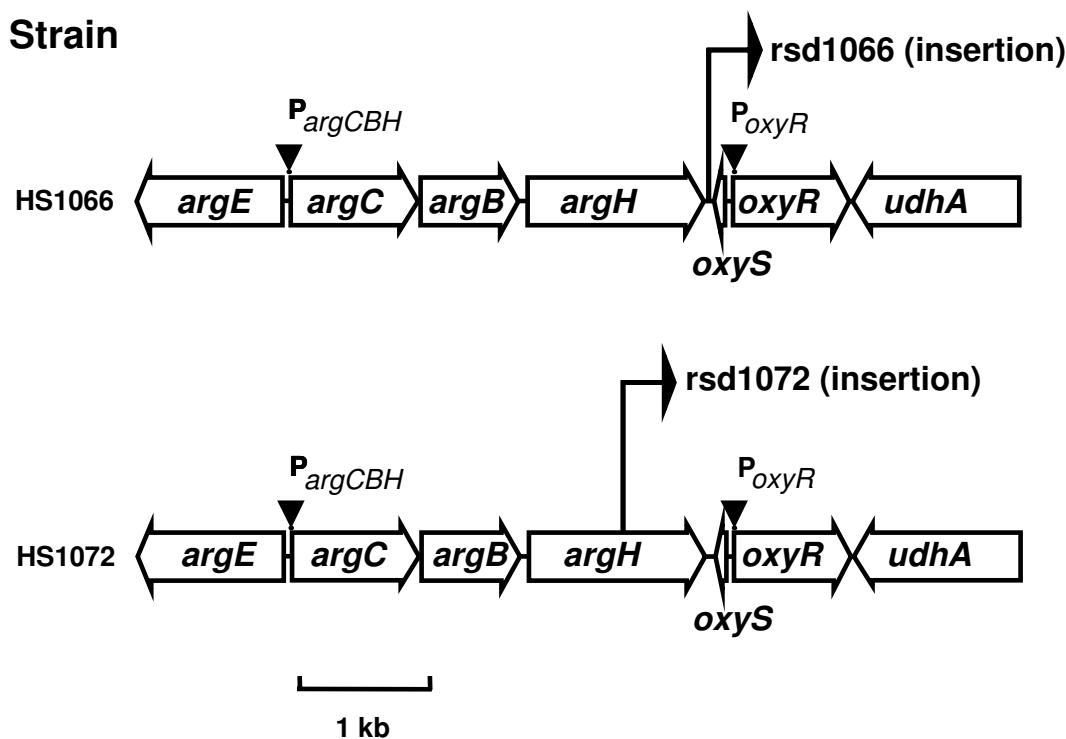 Strain
rsd1066 (insertion)
PargCBH
PoxyR
HS1066
argE
argC
argB
argH
oxyR
udhA
oxyS
rsd1072 (insertion)
PargCBH
PoxyR
HS1072
argE
argC
argB
argH
oxyR
udhA
oxyS
1 kb